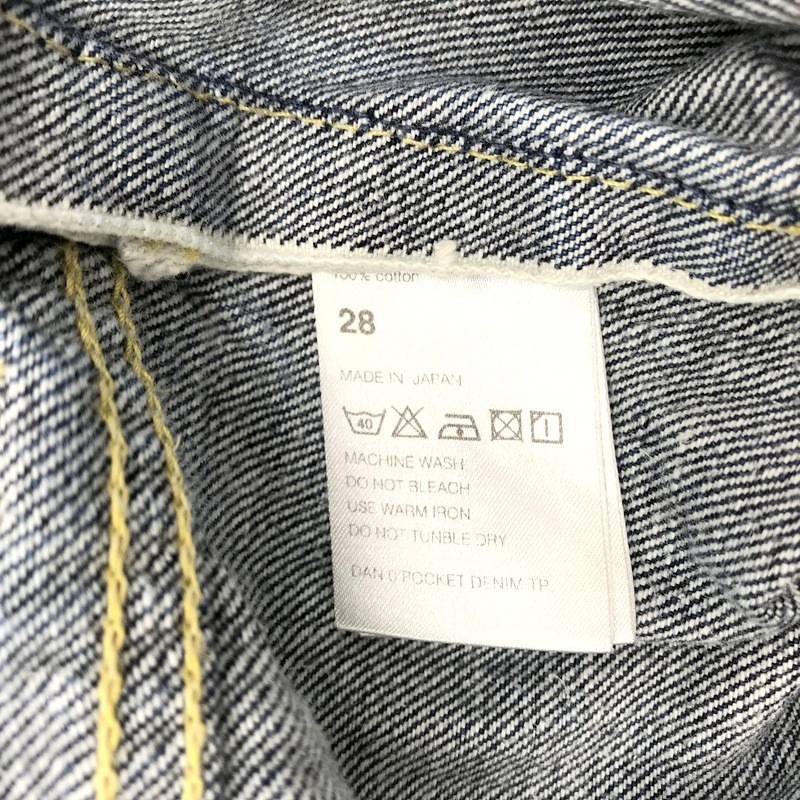 100% cotton
28
MADE IN JAPAN
40
MACHINE WASH
DO NOT BLEACH
USE WARM IRON
DO NOT TUNBLE DRY
DAN 6 POCKET DENIM TP